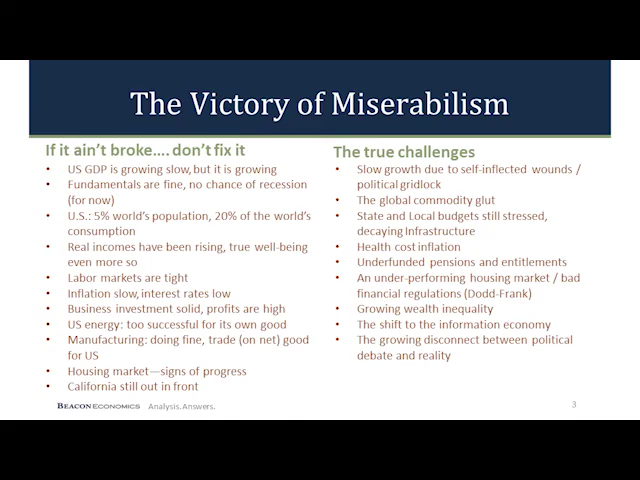 The Victory of Miserabilism
If it ain’t broke…. don’t fix it
• US GDP is growing slow, but it is growing
• Fundamentals are fine, no chance of recession
(for now)
• U.S.: 5% world’s population, 20% of the world’s
consumption
• Real incomes have been rising, true well-being
even more so
• Labor markets are tight
• Inflation slow, interest rates low
• Business investment solid, profits are high
• US energy: too successful for its own good
• Manufacturing: doing fine, trade (on net) good
for US
• Housing market—signs of progress
• California still out in front
The true challenges
• Slow growth due to self-inflected wounds /
political gridlock
• The global commodity glut
• State and Local budgets still stressed,
decaying Infrastructure
• Health cost inflation
• Underfunded pensions and entitlements
• An under-performing housing market / bad
financial regulations (Dodd-Frank)
• Growing wealth inequality
• The shift to the information economy
• The growing disconnect between political
debate and reality
BEACON ECONOMICS Analysis. Answers.
3